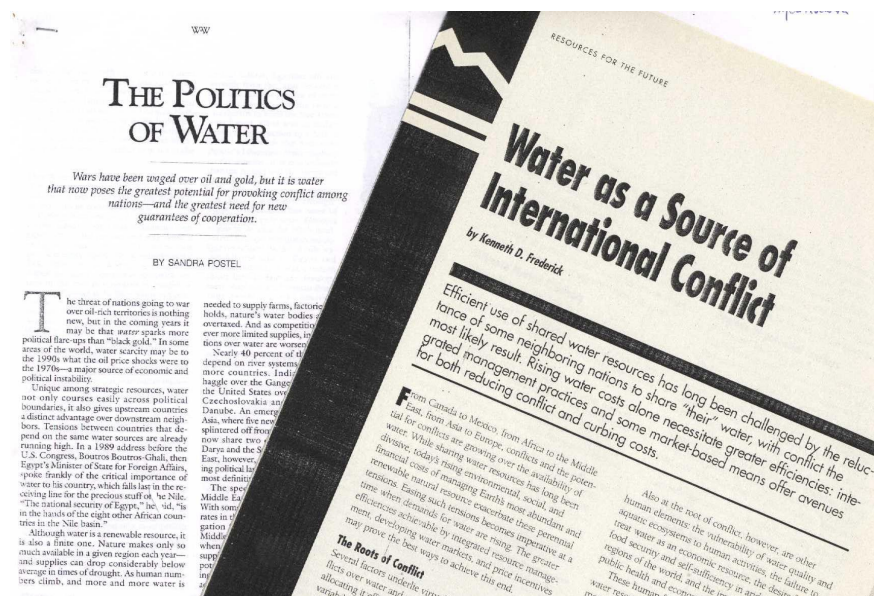 WW
THE POLITICS
OF WATER
Wars have been waged over oil and gold, but it is water
that now poses the greatest potential for provoking conflict among
nations—and the greatest need for new
guarantees of cooperation.
BY SANDRA POSTEL
The threat of nations going to war
over oil-rich territories is nothing
new, but in the coming years it
may be that water sparks more
political flare-ups than "black gold." In some
areas of the world, water scarcity may be to
the 1990s what the oil price shocks were to
the 1970s—a major source of economic and
political instability.
Unique among strategic resources, water
not only courses easily across political
boundaries, it also gives upstream countries
a distinct advantage over downstream neigh-
bors. Tensions between countries that de-
pend on the same water sources are already
running high. In a 1989 address before the
U.S. Congress, Boutros Boutros-Ghali, then
Egypt's Minister of State for Foreign Affairs,
spoke frankly of the critical importance of
water to his country, which falls last in the re-
ceiving line for the precious stuff of the Nile.
"The national security of Egypt," he said, "is
in the hands of the eight other African coun-
tries in the Nile basin."
Although water is a renewable resource, it
is also a finite one. Nature makes only so
much available in a given region each year—
and supplies can drop considerably below
average in times of drought. As human num-
bers climb, and more and more water is
needed to supply farms,
holds, nature's water bodies
overtaxed. And as
ever more limited supplies,
tions over water are
Nearly 40 percent of
depend on river systems
more countries.
haggle over the
the United States
Czechoslovakia
Danube. An
Asia, where five
splintered off
now share two
Darya and the
East, however,
ing political
most
The
Middle
With
rates in
gation
Middle
when
RESOURCES FOR THE FUTURE
Water as a Source of
International Conflict
by Kenneth D. Frederick
Efficient use of shared water resources has long been challenged by the reluc-
tance of some neighboring nations to share "their" water, with conflict the
most likely result. Rising water costs alone necessitate greater efficiencies: inte-
grated management practices and some market-based means offer avenues
for both reducing conflict and curbing costs.
From Canada to Mexico, from Africa to the Middle
East, from Asia to Europe, conflicts and the poten-
tial for conflicts are growing over the availability of
water. While sharing water resources has long been
divisive, today's rising environmental, social, and
financial costs of managing Earth's most abundant
renewable natural resource exacerbate these perennial
tensions. Easing such tensions becomes imperative at a
time when demands for water are rising. The greater
efficiencies achievable by integrated resource manage-
ment, developing water markets, and price incentives
may prove the best ways to achieve this end.
The Roots of Conflict
Several factors underlie
flicts over water, and
allocating it
Also at the root of conflict, however, are other
human elements: the vulnerability of water quality and
aquatic ecosystems to human activities, the failure to
treat water as an economic resource, the desire
food security and self-sufficiency in
regions of the world, and the
public health and
These human
water